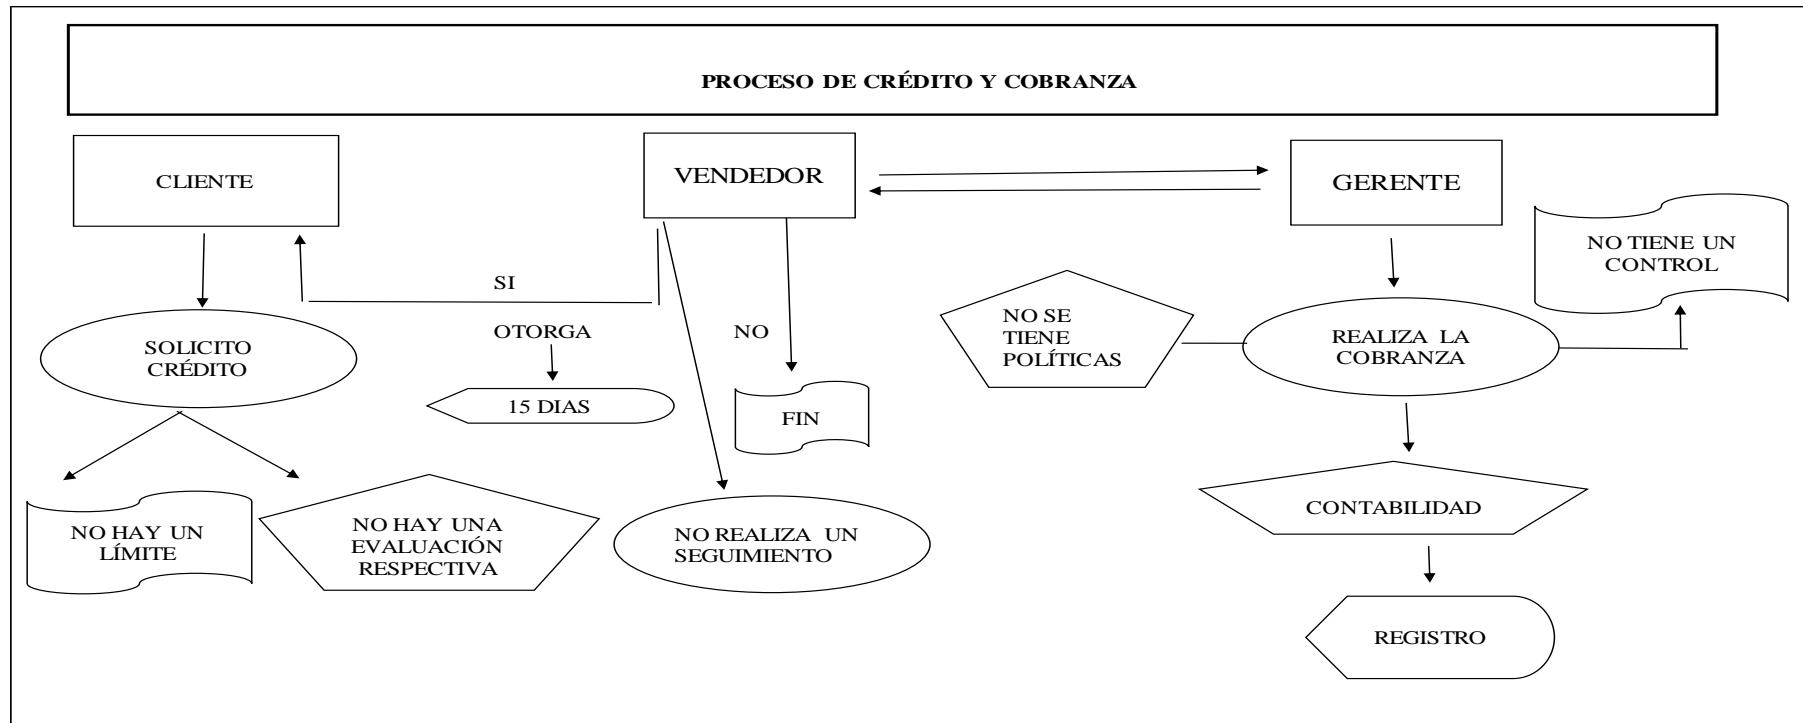 PROCESO DE CRÉDITO Y COBRANZA
CLIENTE
VENDEDOR
GERENTE
NO TIENE UN
CONTROL
SI
OTORGA
NO
NO SE
TIENE
POLÍTICAS
REALIZA LA
COBRANZA
SOLICITO
CRÉDITO
15 DIAS
FIN
NO HAY UN
LÍMITE
NO HAY UNA
EVALUACIÓN
RESPECTIVA
NO REALIZA UN
SEGUIMIENTO
CONTABILIDAD
REGISTRO